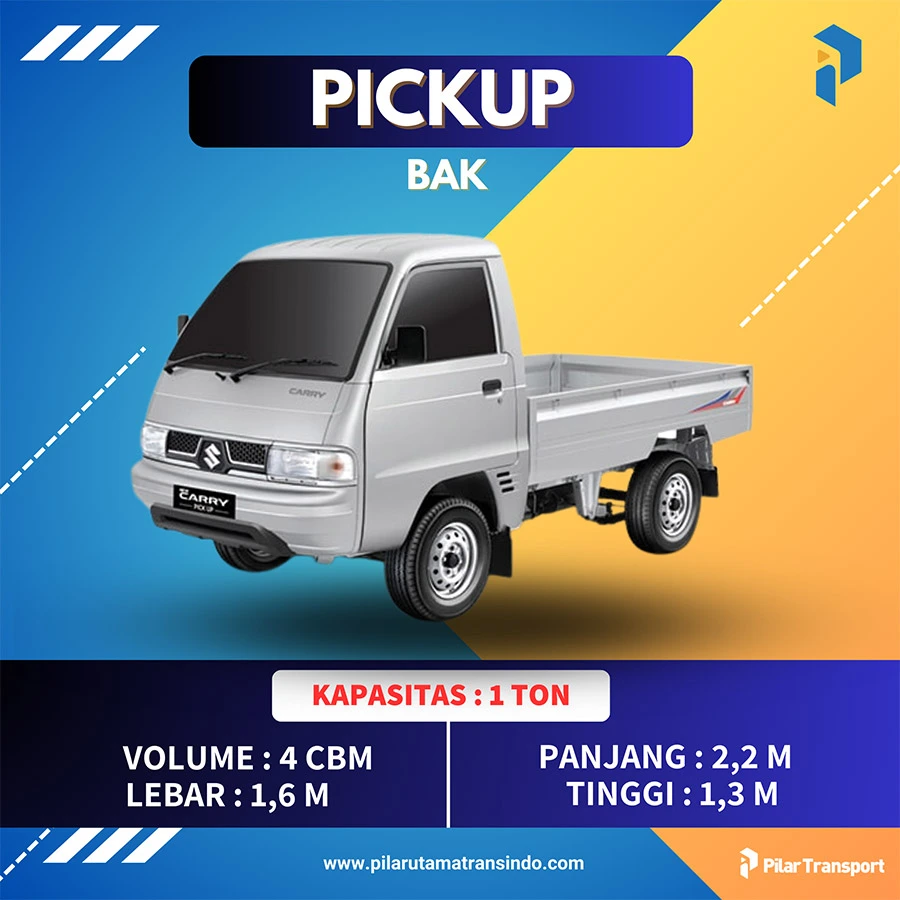 PICKUP
BAK
CARRY
CARRY
PICK UP
KAPASITAS : 1 TON
VOLUME : 4 CBM
LEBAR : 1,6 M
PANJANG : 2,2 M
TINGGI : 1,3 M
www.pilarutamatransindo.com
Pilar Transport